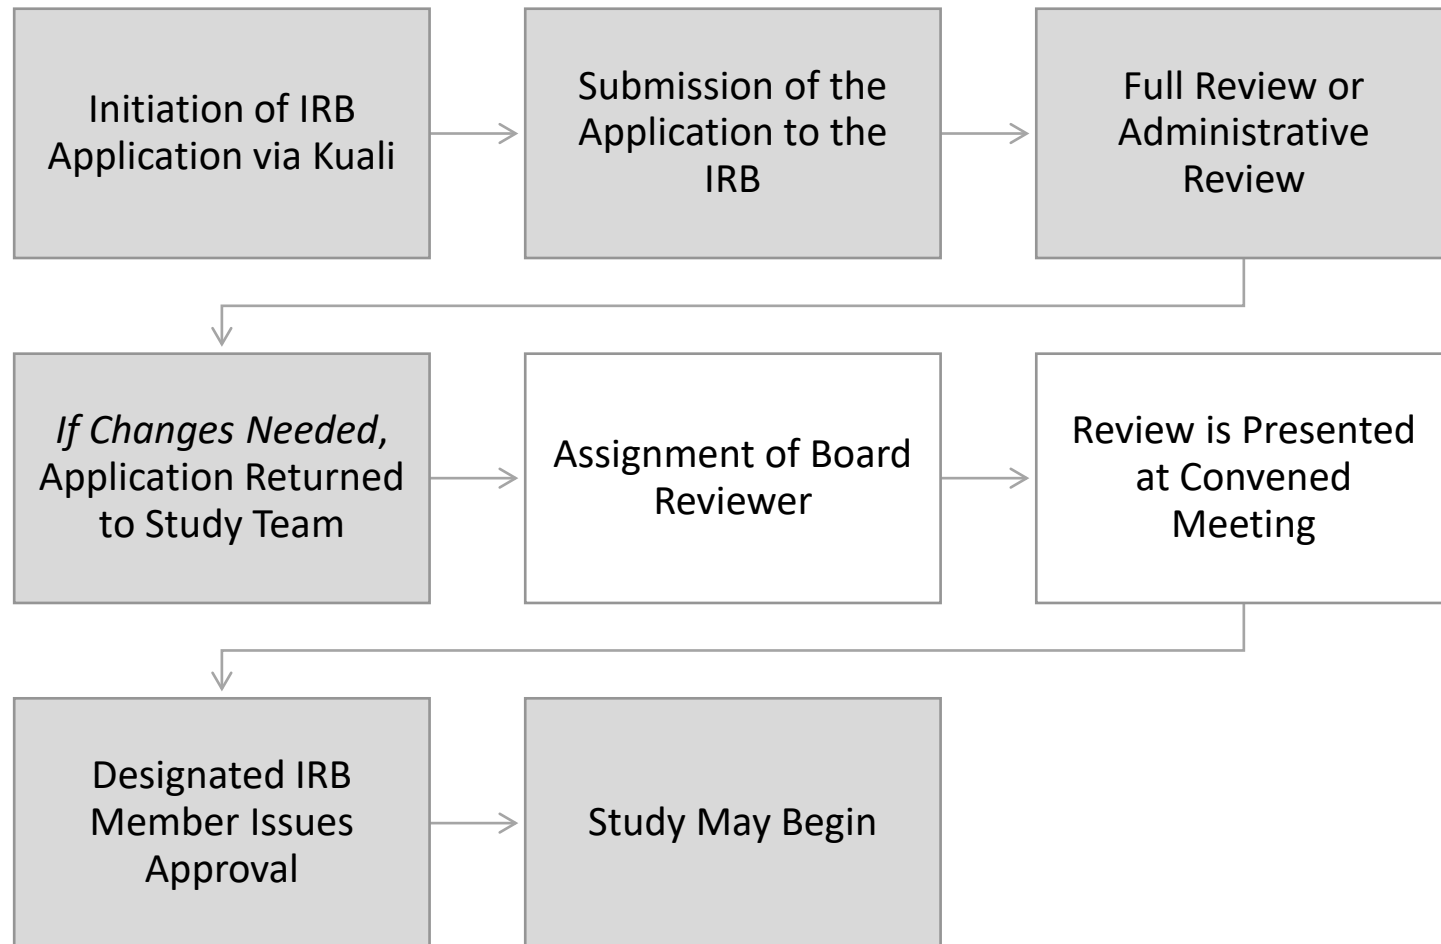 Initiation of IRB
Application via Kuali
Submission of the
Application to the
IRB
Full Review or
Administrative
Review
If Changes Needed,
Application Returned
to Study Team
Assignment of Board
Reviewer
Review is Presented
at Convened
Meeting
Designated IRB
Member Issues
Approval
Study May Begin